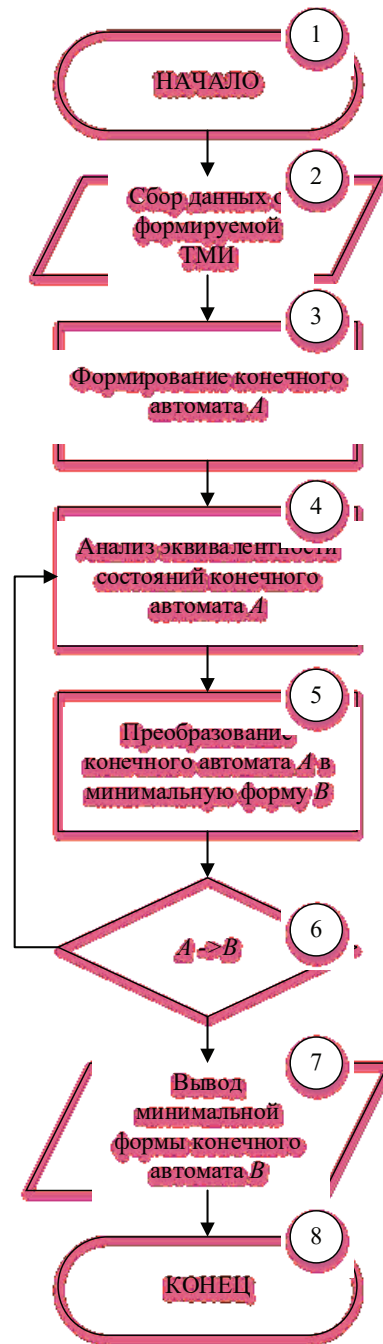 1
НАЧАЛО
2
Сбор данных с
формируемой
ТМИ
3
Формирование конечного
автомата A
4
Анализ эквивалентности
состояний конечного
автомата A
5
Преобразование
конечного автомата A в
минимальную форму B
6
A ->B
7
Вывод
минимальной
формы конечного
автомата B
8
КОНЕЦ